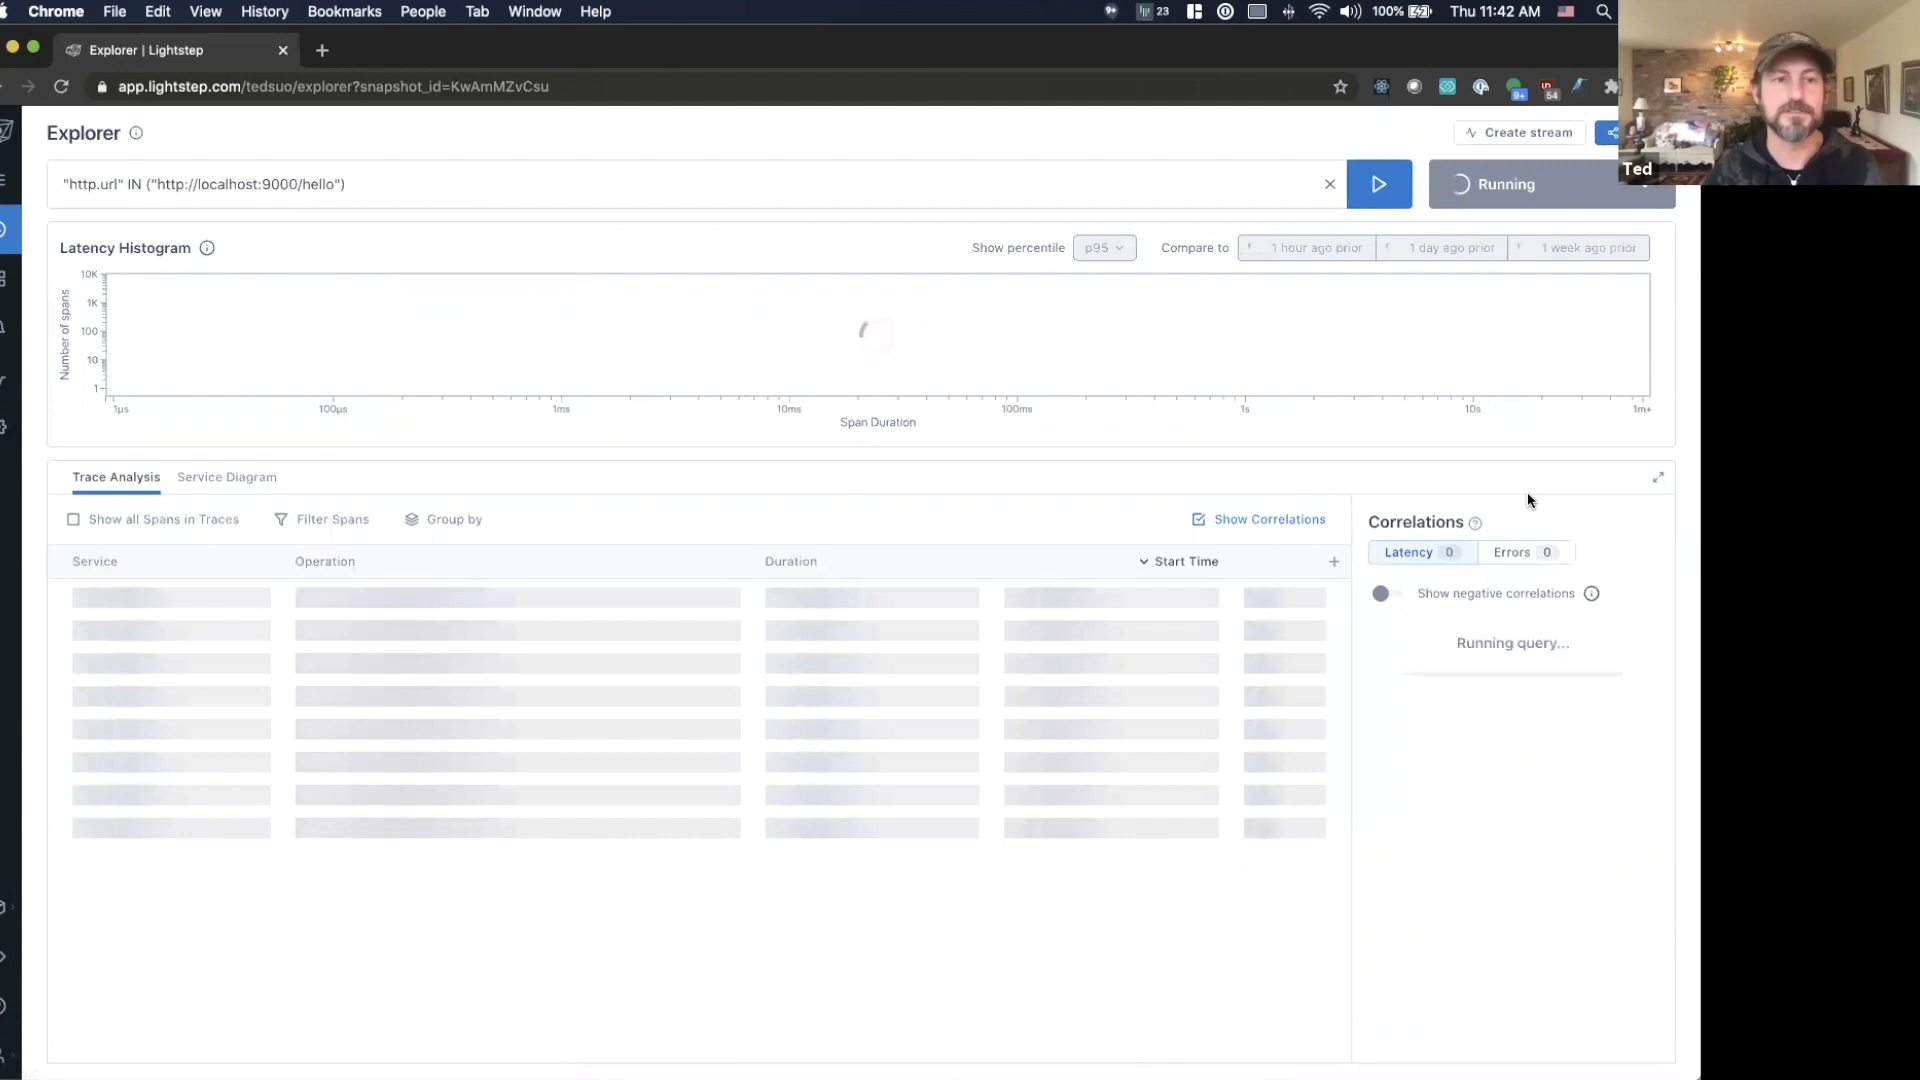 Chrome File Edit View History Bookmarks People Tab Window Help 9+ 23 100% Thu 11:42 AM
Explorer | Lightstep
app.lightstep.com/tedsuo/explorer?snapshot_id=KwAmMZvCsu 9+ 54
Ted
Explorer
Create stream
"http.url" IN ("http://localhost:9000/hello")
Running
Latency Histogram
Show percentile p95 Compare to 1 hour ago prior 1 day ago prior 1 week ago prior
Number of spans
10K
1K
100
10
1
1µs 100µs 1ms 10ms 100ms 1s 10s 1m+
Span Duration
Trace Analysis Service Diagram
Show all Spans in Traces Filter Spans Group by Show Correlations
Service Operation Duration Start Time
Correlations
Latency 0 Errors 0
Show negative correlations
Running query...